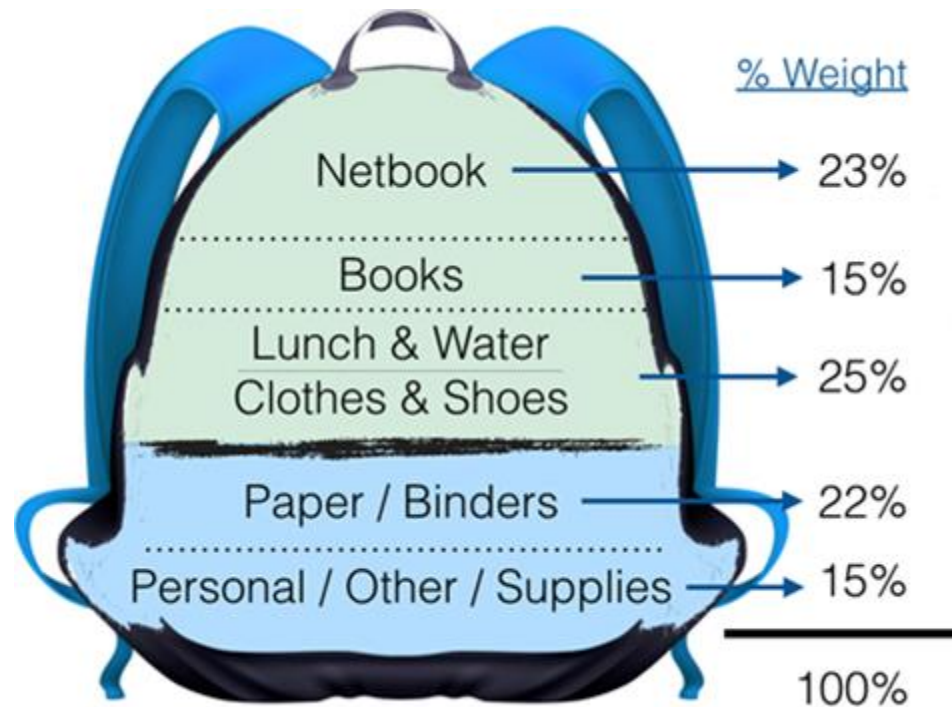 % Weight
Netbook 23%
Books 15%
Lunch & Water
Clothes & Shoes 25%
Paper / Binders 22%
Personal / Other / Supplies 15%
100%